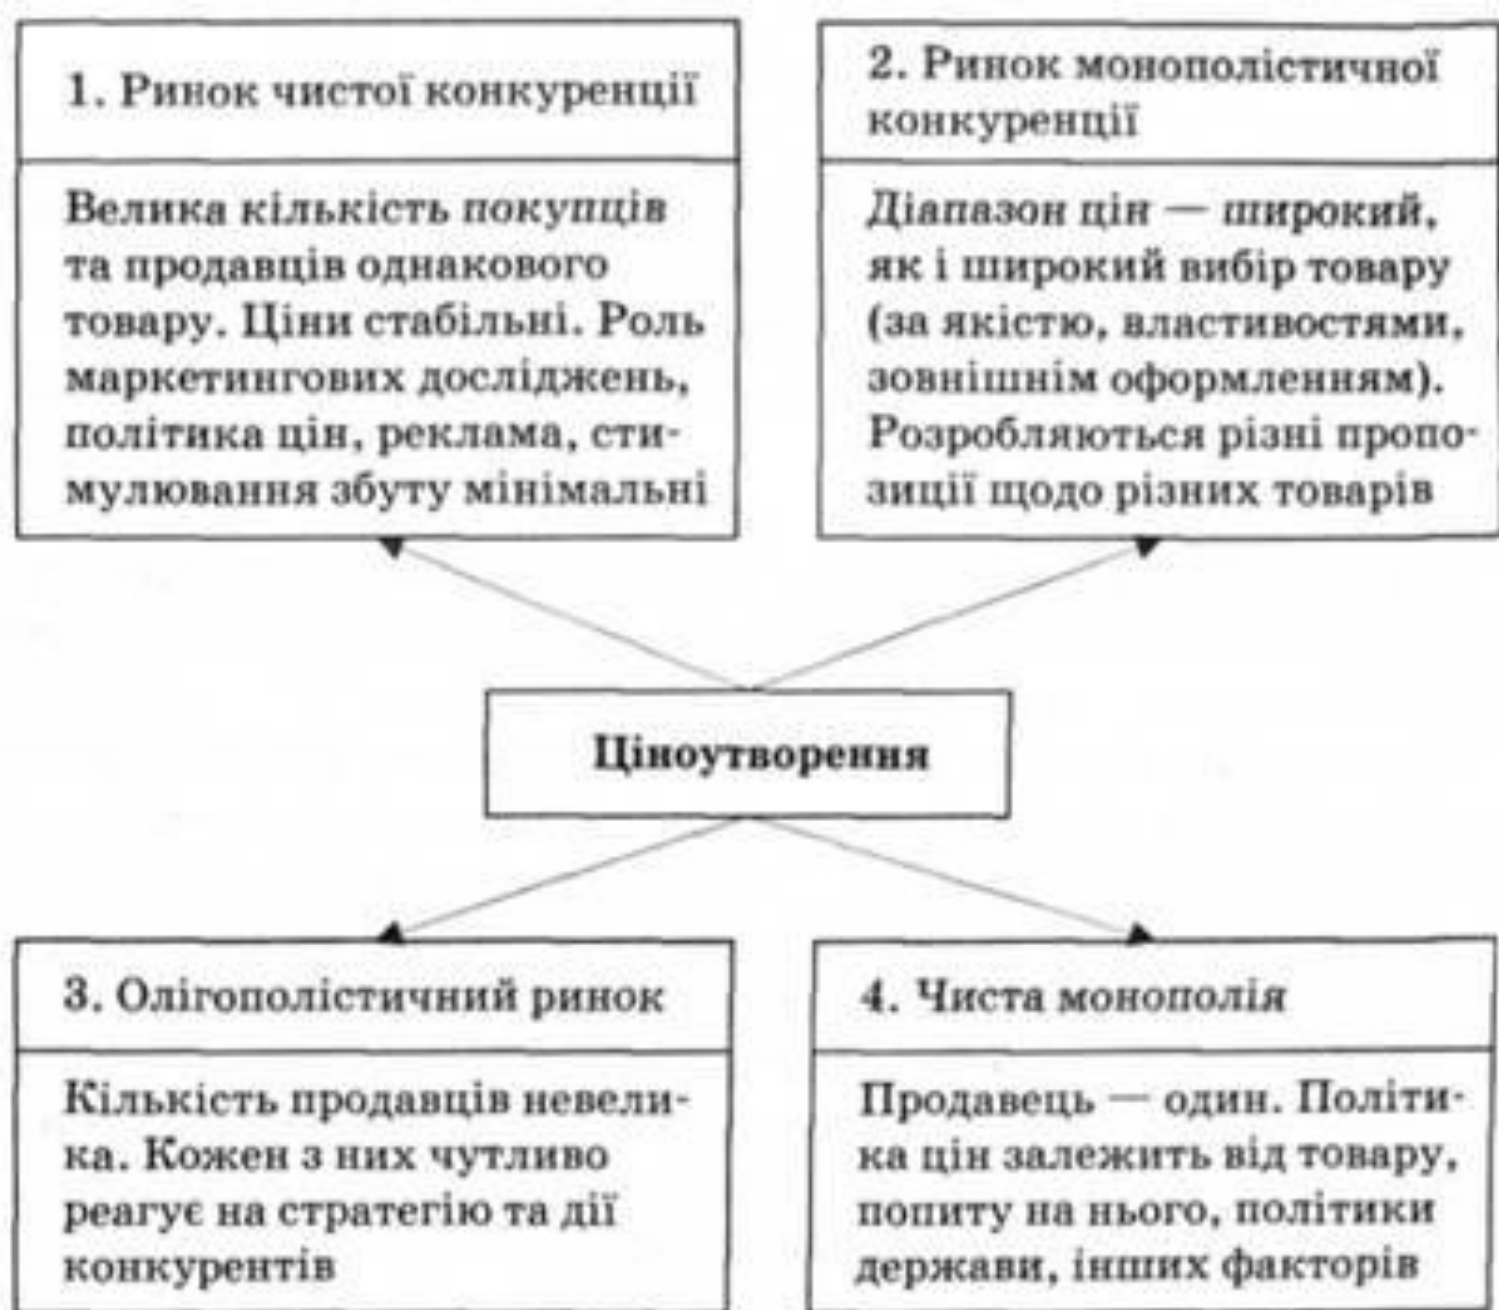 1. Ринок чистої конкуренції
Велика кількість покупців
та продавців однакового
товару. Ціни стабільні. Роль
маркетингових досліджень,
політика цін, реклама, сти-
мулювання збуту мінімальні
2. Ринок монополістичної
конкуренції
Діапазон цін — широкий,
як і широкий вибір товару
(за якістю, властивостями,
зовнішнім оформленням).
Розробляються різні пропо-
зиції щодо різних товарів
Ціноутворення
3. Олігополістичний ринок
Кількість продавців невели-
ка. Кожен з них чутливо
реагує на стратегію та дії
конкурентів
4. Чиста монополія
Продавець — один. Політи-
ка цін залежить від товару,
попиту на нього, політики
держави, інших факторів